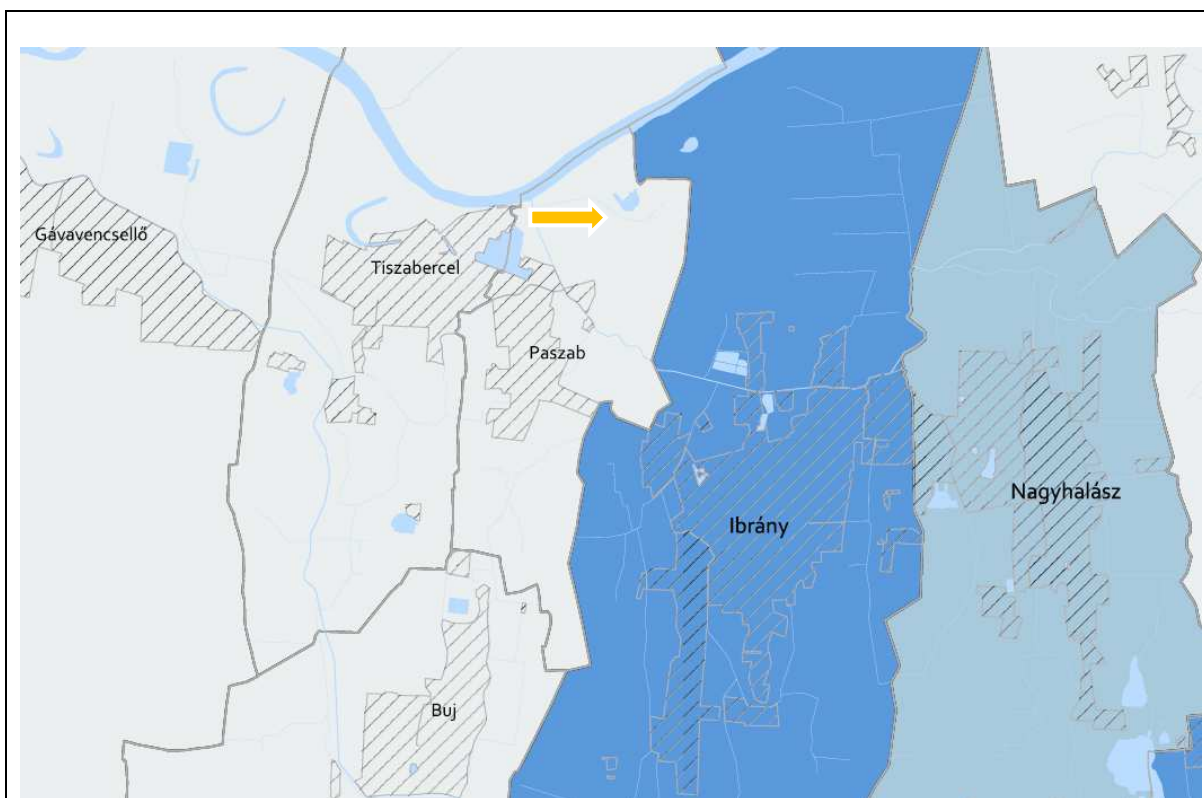 Gávavencsellő
Tiszabercel
Paszab
Nagyhalász
Ibrány
Buj